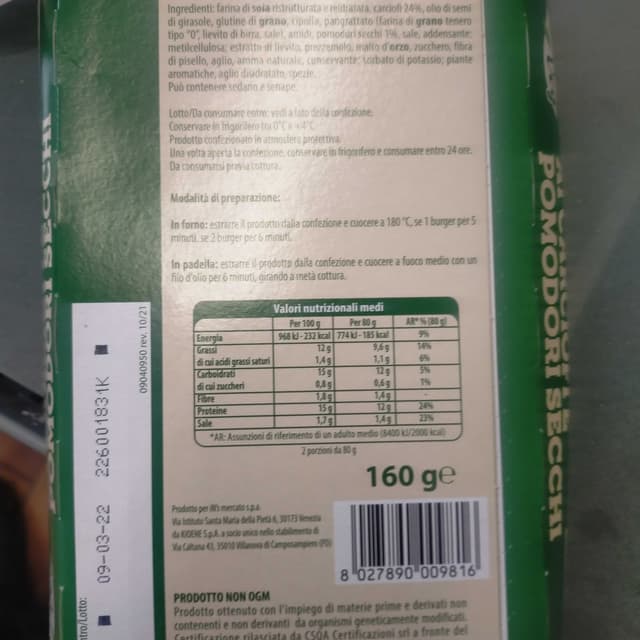 Ingredienti: farina di soia ristrutturata e reidratata, carciofi 24%, olio di semi
di girasole, glutine di grano, cipolla, pangrattato (farina di grano tenero
tipo "0", lievito di birra, sale), amidi, pomodori secchi 1%, sale, addensante:
metilcellulosa; estratto di lievito, prezzemolo, malto d'orzo, zucchero, fibra
di pisello, aglio, aroma naturale, conservante: sorbato di potassio; piante
aromatiche, aglio disidratato, spezie.
Può contenere sedano e senape.
Lotto/Da consumare entro: vedi a lato della confezione.
Conservare in frigorifero tra 0°C e +4°C.
Prodotto confezionato in atmosfera protettiva.
Una volta aperta la confezione, conservare in frigorifero e consumare entro 24 ore.
Da consumarsi previa cottura.
Modalità di preparazione:
In forno: estrarre il prodotto dalla confezione e cuocere a 180 °C, se 1 burger per 5
minuti, se 2 burger per 6 minuti.
In padella: estrarre il prodotto dalla confezione e cuocere a fuoco medio con un
filo d'olio per 6 minuti, girando a metà cottura.
Valori nutrizionali medi
Per 100 g Per 80 g AR* % (80 g)
Energia 968 kJ - 232 kcal 774 kJ - 185 kcal 9%
Grassi 12 g 9,6 g 14%
di cui acidi grassi saturi 1,4 g 1,1 g 6%
Carboidrati 15 g 12 g 5%
di cui zuccheri 0,8 g 0,6 g 1%
Fibre 1,8 g 1,4 g -
Proteine 15 g 12 g 24%
Sale 1,7 g 1,4 g 23%
*AR: Assunzioni di riferimento di un adulto medio (8400 kJ/2000 kcal)
2 porzioni da 80 g
160 g e
Prodotto per IN's mercato s.p.a.
Via Istituto Santa Maria della Pietà 6, 30173 Venezia
da KIOENE S.p.A. a socio unico nello stabilimento di
Via Caltana 43, 35010 Villanova di Camposampiero (PD)
8 027890 009816
PRODOTTO NON OGM
Prodotto ottenuto con l'impiego di materie prime e derivati non
contenenti e non derivanti da organismi geneticamente modificati.
Certificazione rilasciata da CSQA Certificazioni srl a fronte del
POMODORI SECCHI
09040950 rev. 10/21
09-03-22 226001831K
POMODORI SECCHI